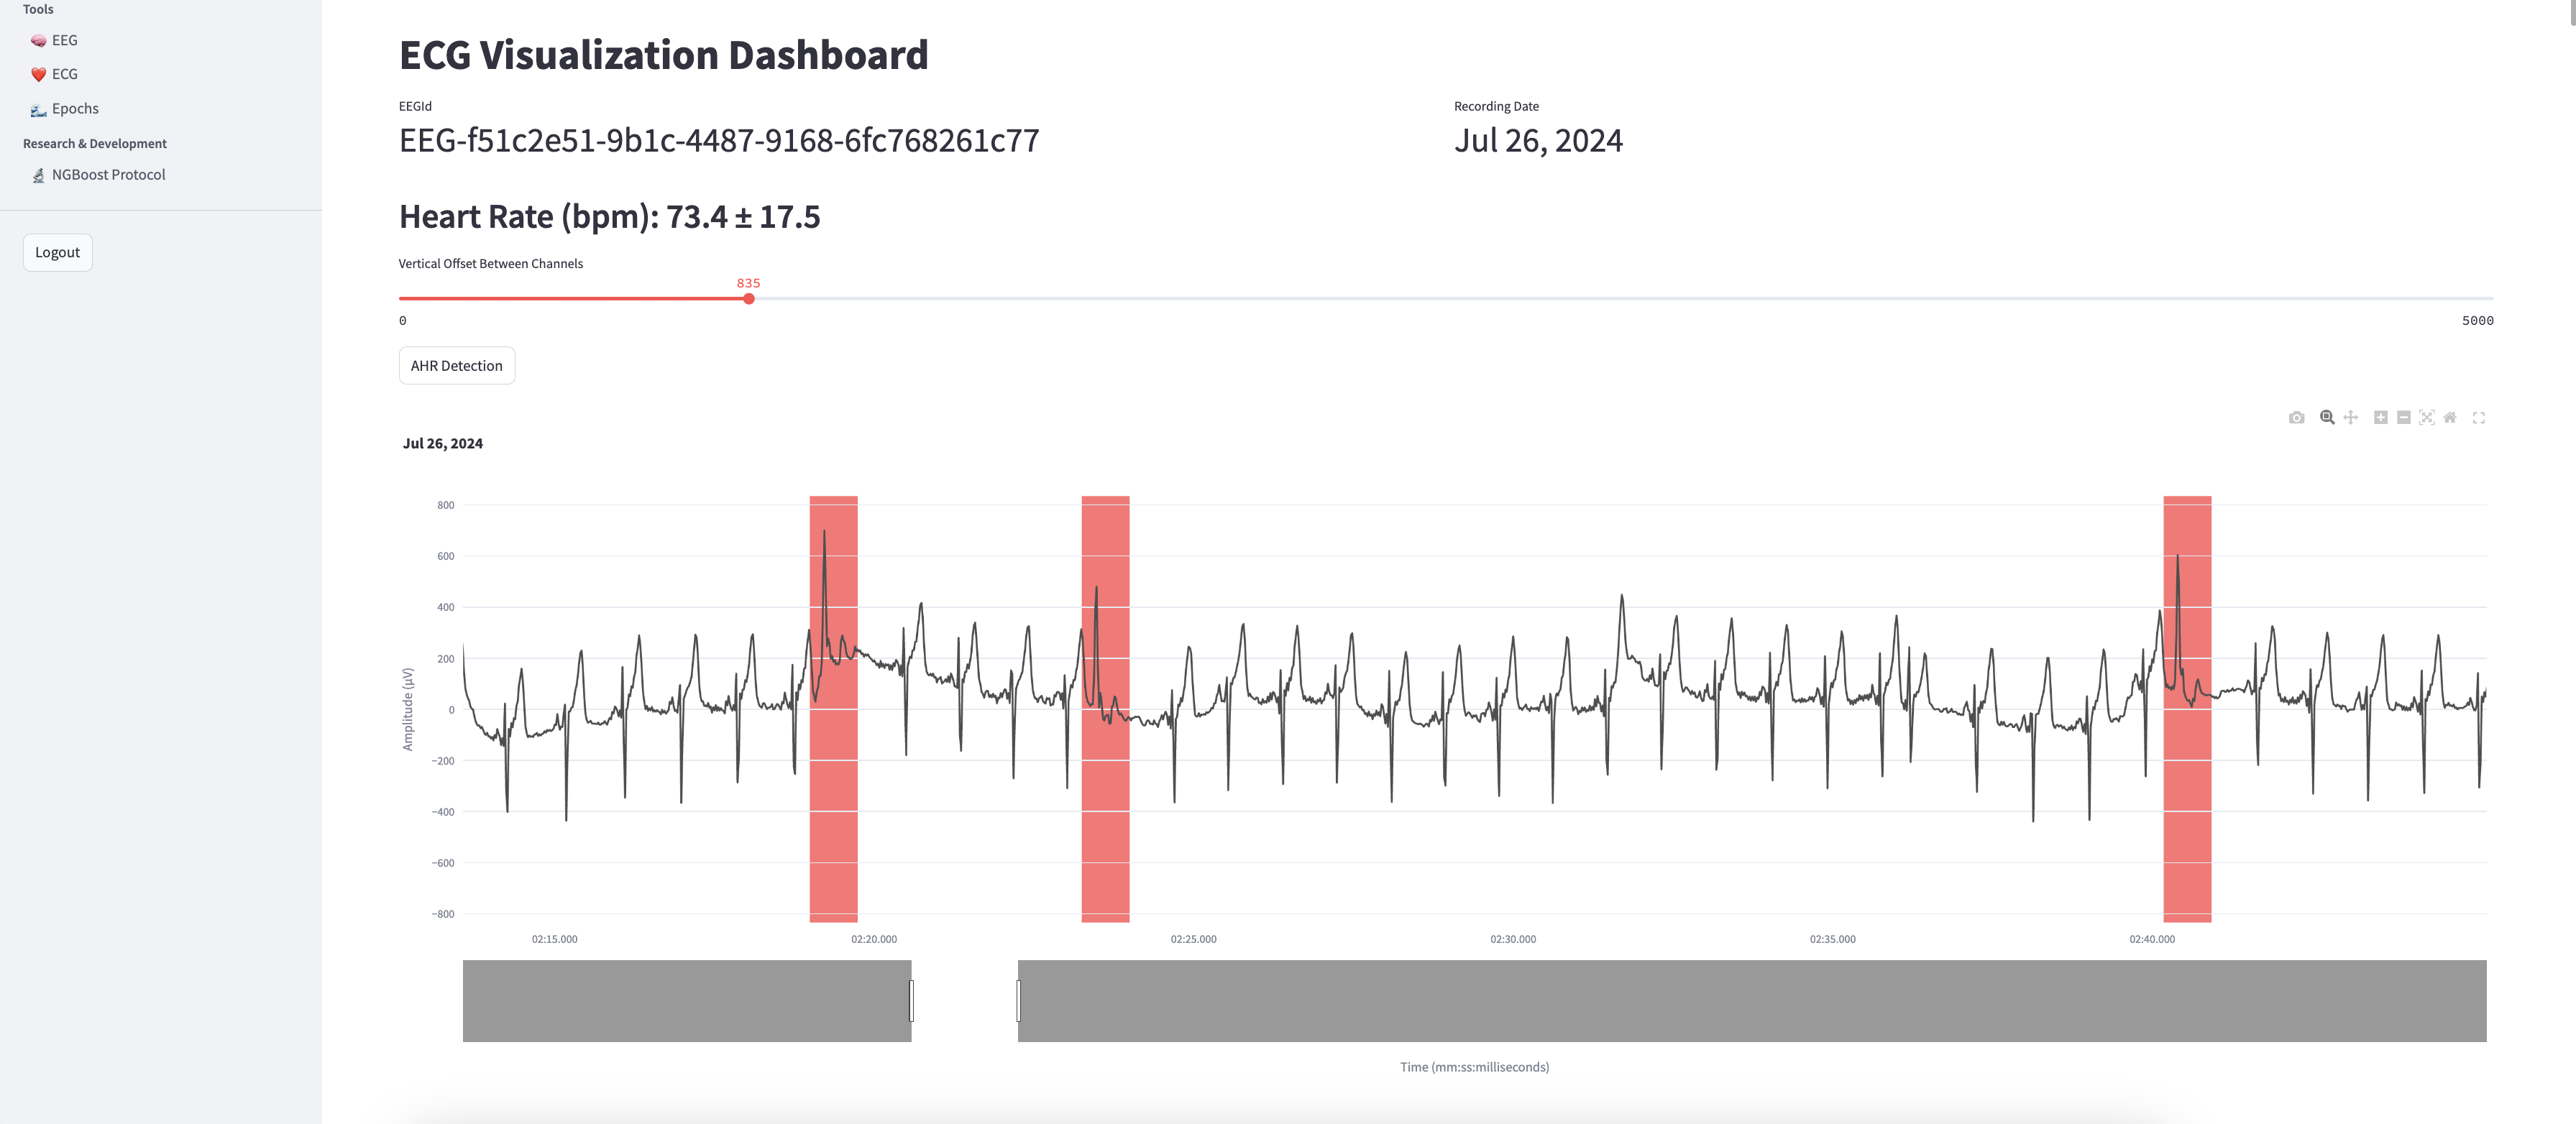 Tools
EEG
ECG
Epochs
Research & Development
NGBoost Protocol
Logout
ECG Visualization Dashboard
EEGId
Recording Date
EEG-f51c2e51-9b1c-4487-9168-6fc768261c77
Jul 26, 2024
Heart Rate (bpm): 73.4 ± 17.5
Vertical Offset Between Channels
835
0
5000
AHR Detection
Jul 26, 2024
Amplitude (μV)
800
600
400
200
0
−200
−400
−600
−800
02:15.000
02:20.000
02:25.000
02:30.000
02:35.000
02:40.000
Time (mm:ss:milliseconds)